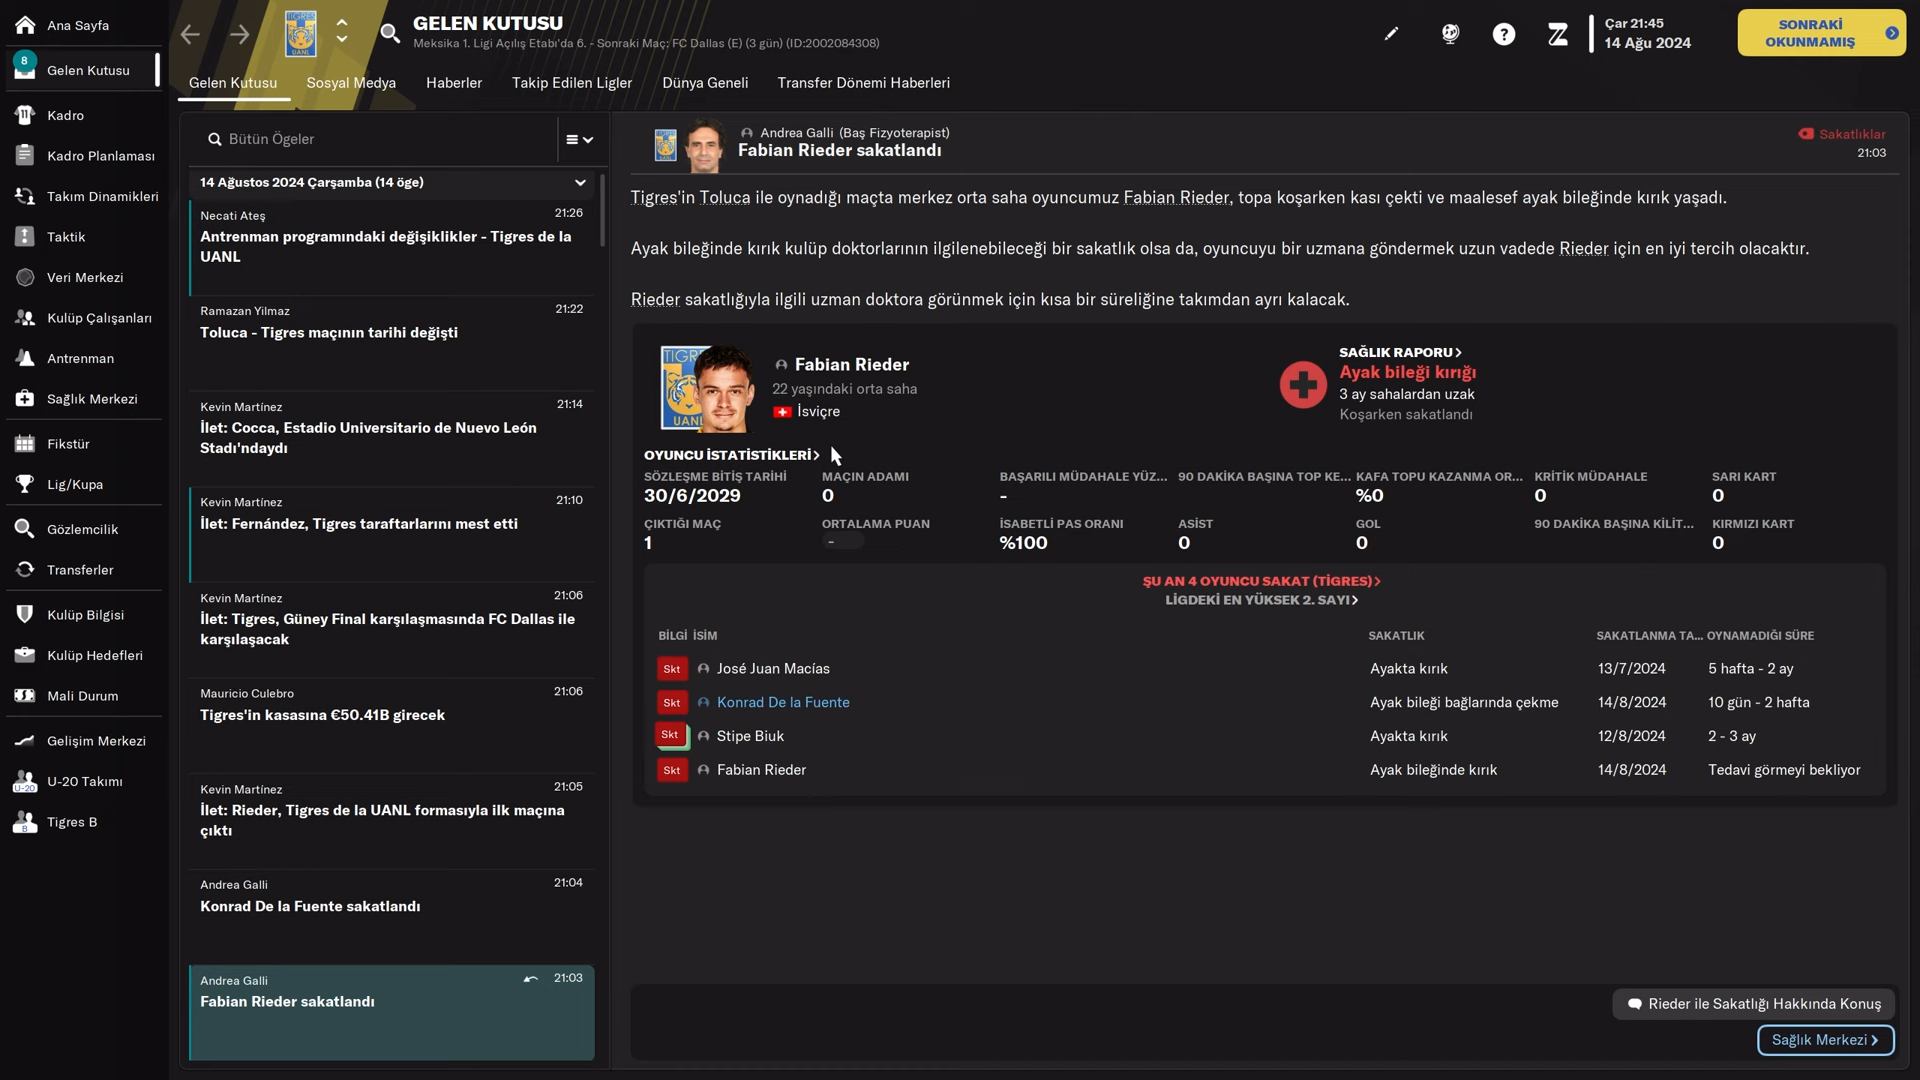 Ana Sayfa
8
Gelen Kutusu
Kadro
Kadro Planlaması
Takım Dinamikleri
Taktik
Veri Merkezi
Kulüp Çalışanları
Antrenman
Sağlık Merkezi
Fikstür
Lig/Kupa
Gözlemcilik
Transferler
Kulüp Bilgisi
Kulüp Hedefleri
Mali Durum
Gelişim Merkezi
U-20
U-20 Takımı
B
Tigres B
TIGRES
UANL
GELEN KUTUSU
Meksika 1. Ligi Açılış Etabı'da 6. - Sonraki Maç: FC Dallas (E) (3 gün) (ID:2002084308)
Çar 21:45
14 Ağu 2024
SONRAKİ
OKUNMAMIŞ
Gelen Kutusu Sosyal Medya Haberler Takip Edilen Ligler Dünya Geneli Transfer Dönemi Haberleri
Bütün Ögeler
14 Ağustos 2024 Çarşamba (14 öge)
Necati Ateş 21:26
Antrenman programındaki değişiklikler - Tigres de la
UANL
Ramazan Yilmaz 21:22
Toluca - Tigres maçının tarihi değişti
Kevin Martínez 21:14
İlet: Cocca, Estadio Universitario de Nuevo León
Stadı'ndaydı
Kevin Martínez 21:10
İlet: Fernández, Tigres taraftarlarını mest etti
Kevin Martínez 21:06
İlet: Tigres, Güney Final karşılaşmasında FC Dallas ile
karşılaşacak
Mauricio Culebro 21:06
Tigres'in kasasına €50.41B girecek
Kevin Martínez 21:05
İlet: Rieder, Tigres de la UANL formasıyla ilk maçına
çıktı
Andrea Galli 21:04
Konrad De la Fuente sakatlandı
Andrea Galli 21:03
Fabian Rieder sakatlandı
Andrea Galli (Baş Fizyoterapist)
Fabian Rieder sakatlandı
Sakatlıklar
21:03
Tigres'in Toluca ile oynadığı maçta merkez orta saha oyuncumuz Fabian Rieder, topa koşarken kası çekti ve maalesef ayak bileğinde kırık yaşadı.
Ayak bileğinde kırık kulüp doktorlarının ilgilenebileceği bir sakatlık olsa da, oyuncuyu bir uzmana göndermek uzun vadede Rieder için en iyi tercih olacaktır.
Rieder sakatlığıyla ilgili uzman doktora görünmek için kısa bir süreliğine takımdan ayrı kalacak.
TIGR
UANL
Fabian Rieder
22 yaşındaki orta saha
İsviçre
SAĞLIK RAPORU
Ayak bileği kırığı
3 ay sahalardan uzak
Koşarken sakatlandı
OYUNCU İSTATİSTİKLERİ
SÖZLEŞME BİTİŞ TARİHİ MAÇIN ADAMI BAŞARILI MÜDAHALE YÜZ... 90 DAKİKA BAŞINA TOP KE... KAFA TOPU KAZANMA OR... KRİTİK MÜDAHALE SARI KART
30/6/2029 0 - %0 0 0
ÇIKTIĞI MAÇ ORTALAMA PUAN İSABETLİ PAS ORANI ASİST GOL 90 DAKİKA BAŞINA KİLİT... KIRMIZI KART
1 - %100 0 0 0
ŞU AN 4 OYUNCU SAKAT (TİGRES)
LİGDEKİ EN YÜKSEK 2. SAYI
BİLGİ İSİM SAKATLIK SAKATLANMA TA... OYNAMADIĞI SÜRE
Skt José Juan Macías Ayakta kırık 13/7/2024 5 hafta - 2 ay
Skt Konrad De la Fuente Ayak bileği bağlarında çekme 14/8/2024 10 gün - 2 hafta
Skt Stipe Biuk Ayakta kırık 12/8/2024 2 - 3 ay
Skt Fabian Rieder Ayak bileğinde kırık 14/8/2024 Tedavi görmeyi bekliyor
Rieder ile Sakatlığı Hakkında Konuş
Sağlık Merkezi